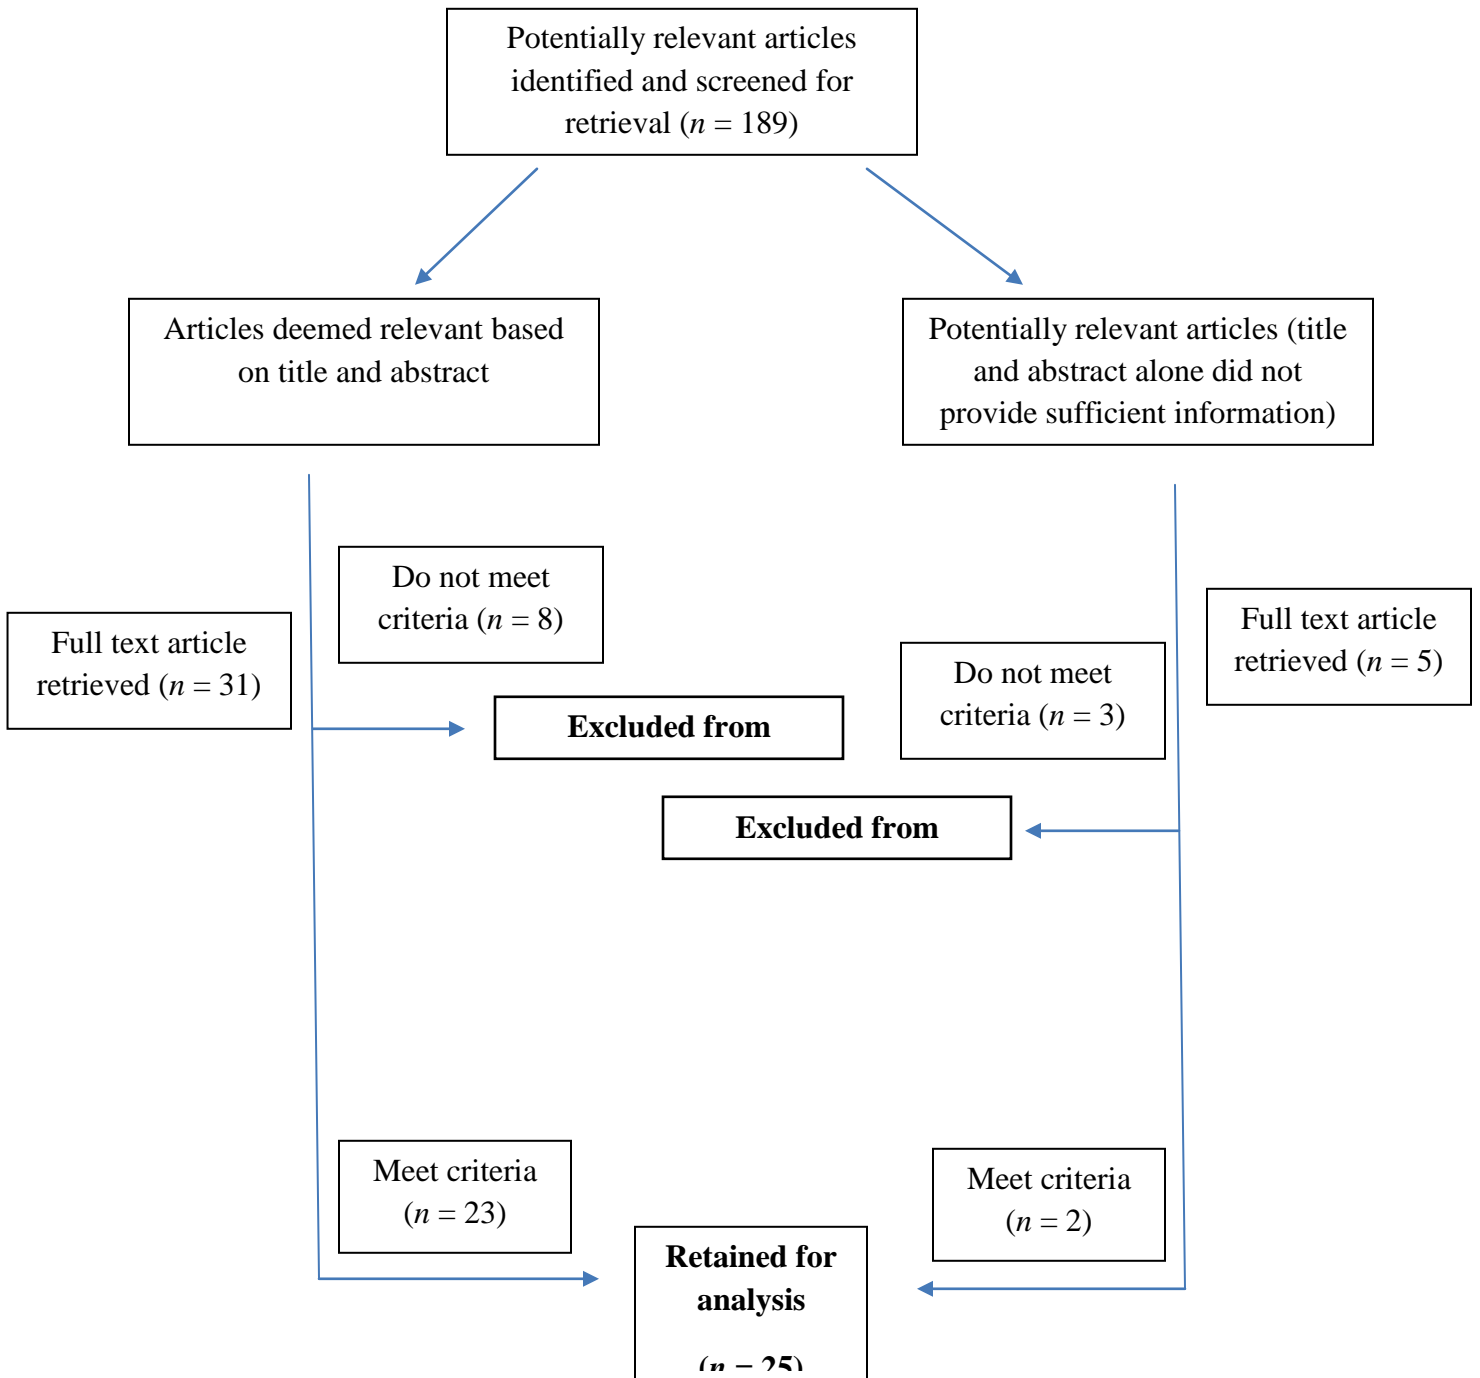 Potentially relevant articles
identified and screened for
retrieval (n = 189)
Articles deemed relevant based
on title and abstract
Potentially relevant articles (title
and abstract alone did not
provide sufficient information)
Do not meet
criteria (n = 8)
Full text article
retrieved (n = 31)
Full text article
retrieved (n = 5)
Do not meet
criteria (n = 3)
Excluded from
Excluded from
Meet criteria
(n = 23)
Meet criteria
(n = 2)
Retained for
analysis
(n = 25)